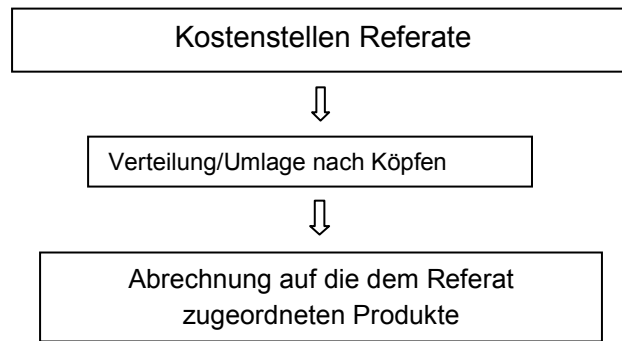 Kostenstellen Referate
Verteilung/Umlage nach Köpfen
Abrechnung auf die dem Referat
zugeordneten Produkte